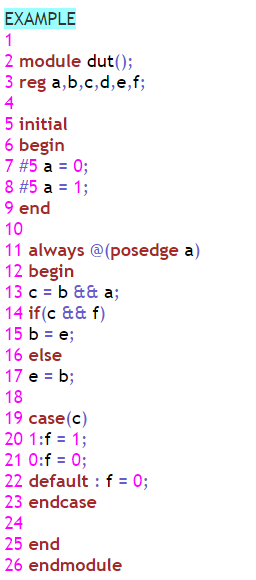 EXAMPLE
1
2 module dut();
3 reg a,b,c,d,e,f;
4
5 initial
6 begin
7 #5 a = 0;
8 #5 a = 1;
9 end
10
11 always @(posedge a)
12 begin
13 c = b && a;
14 if(c && f)
15 b = e;
16 else
17 e = b;
18
19 case(c)
20 1:f = 1;
21 0:f = 0;
22 default : f = 0;
23 endcase
24
25 end
26 endmodule